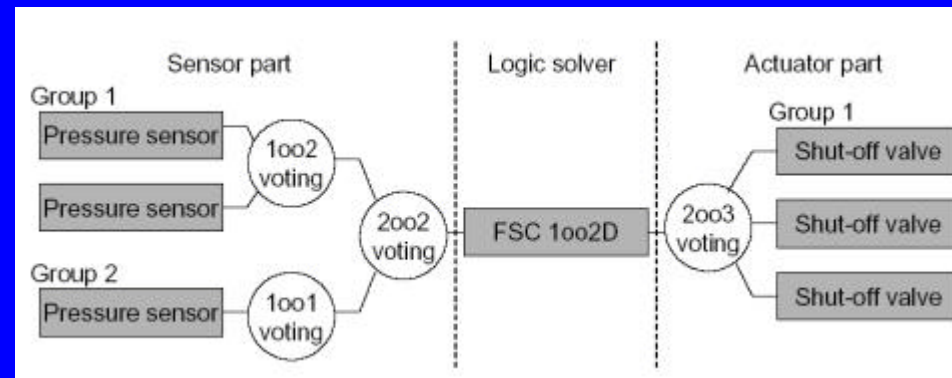 Sensor part
Logic solver
Actuator part
Group 1
Pressure sensor
1oo2
voting
Pressure sensor
Group 2
Pressure sensor
1oo1
voting
2oo2
voting
FSC 1oo2D
2oo3
voting
Group 1
Shut-off valve
Shut-off valve
Shut-off valve